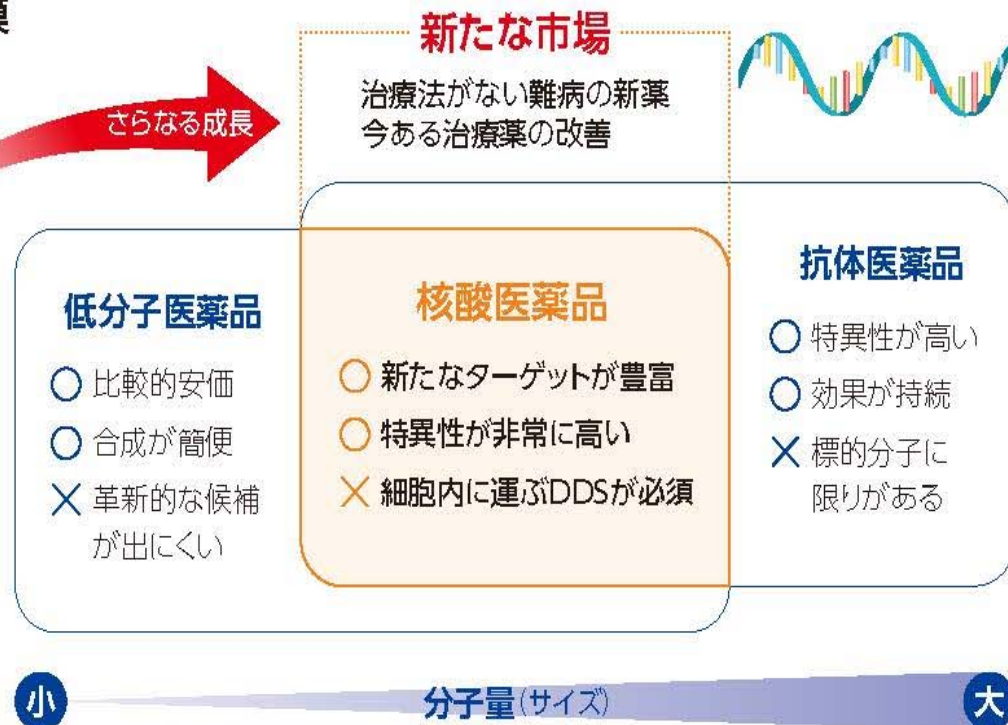 新たな市場
治療法がない難病の新薬
今ある治療薬の改善
さらなる成長
低分子医薬品
○ 比較的安価
○ 合成が簡便
× 革新的な候補
が出にくい
核酸医薬品
○ 新たなターゲットが豊富
○ 特異性が非常に高い
× 細胞内に運ぶDDSが必須
抗体医薬品
○ 特異性が高い
○ 効果が持続
× 標的分子に
限りがある
小
分子量(サイズ)
大